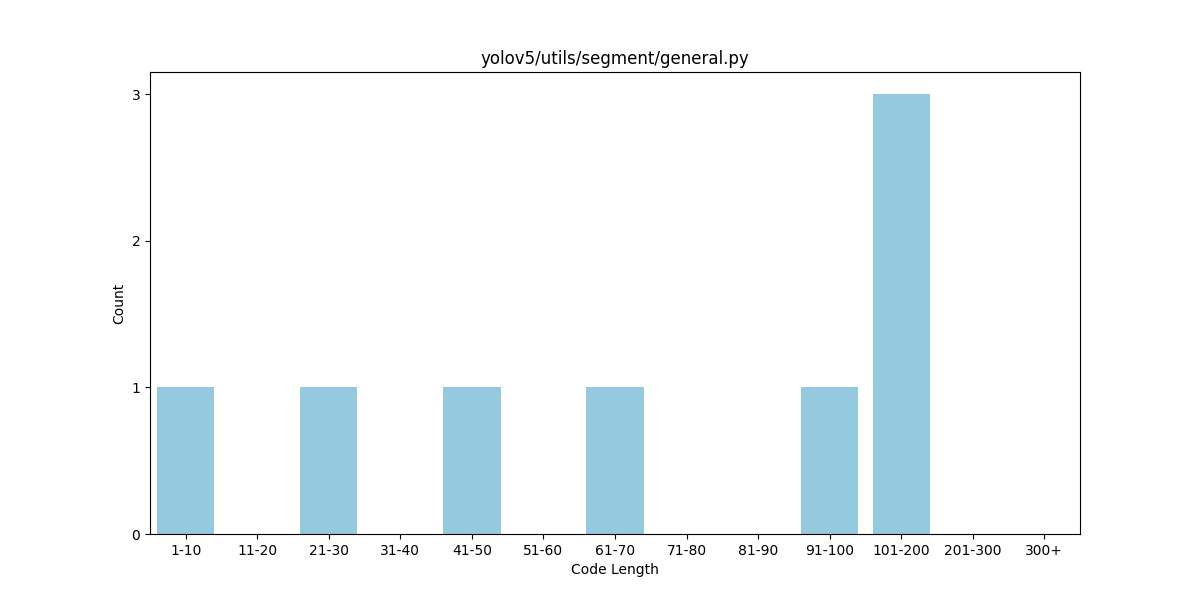 yolov5/utils/segment/general.py
3
2
1
0
Count
1-10 11-20 21-30 31-40 41-50 51-60 61-70 71-80 81-90 91-100 101-200 201-300 300+
Code Length